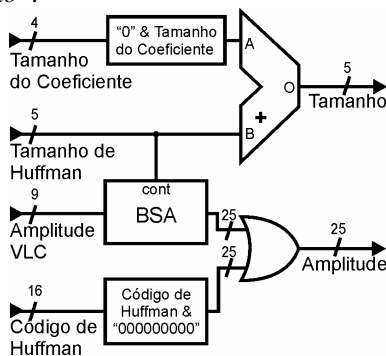 4
Tamanho
do Coeficiente
"0" & Tamanho
do Coeficiente
A
O
5
Tamanho
5
Tamanho de
Huffman
B
+
9
Amplitude
VLC
cont
BSA
25
25
25
Amplitude
16
Código de
Huffman
Código de
Huffman &
"000000000"